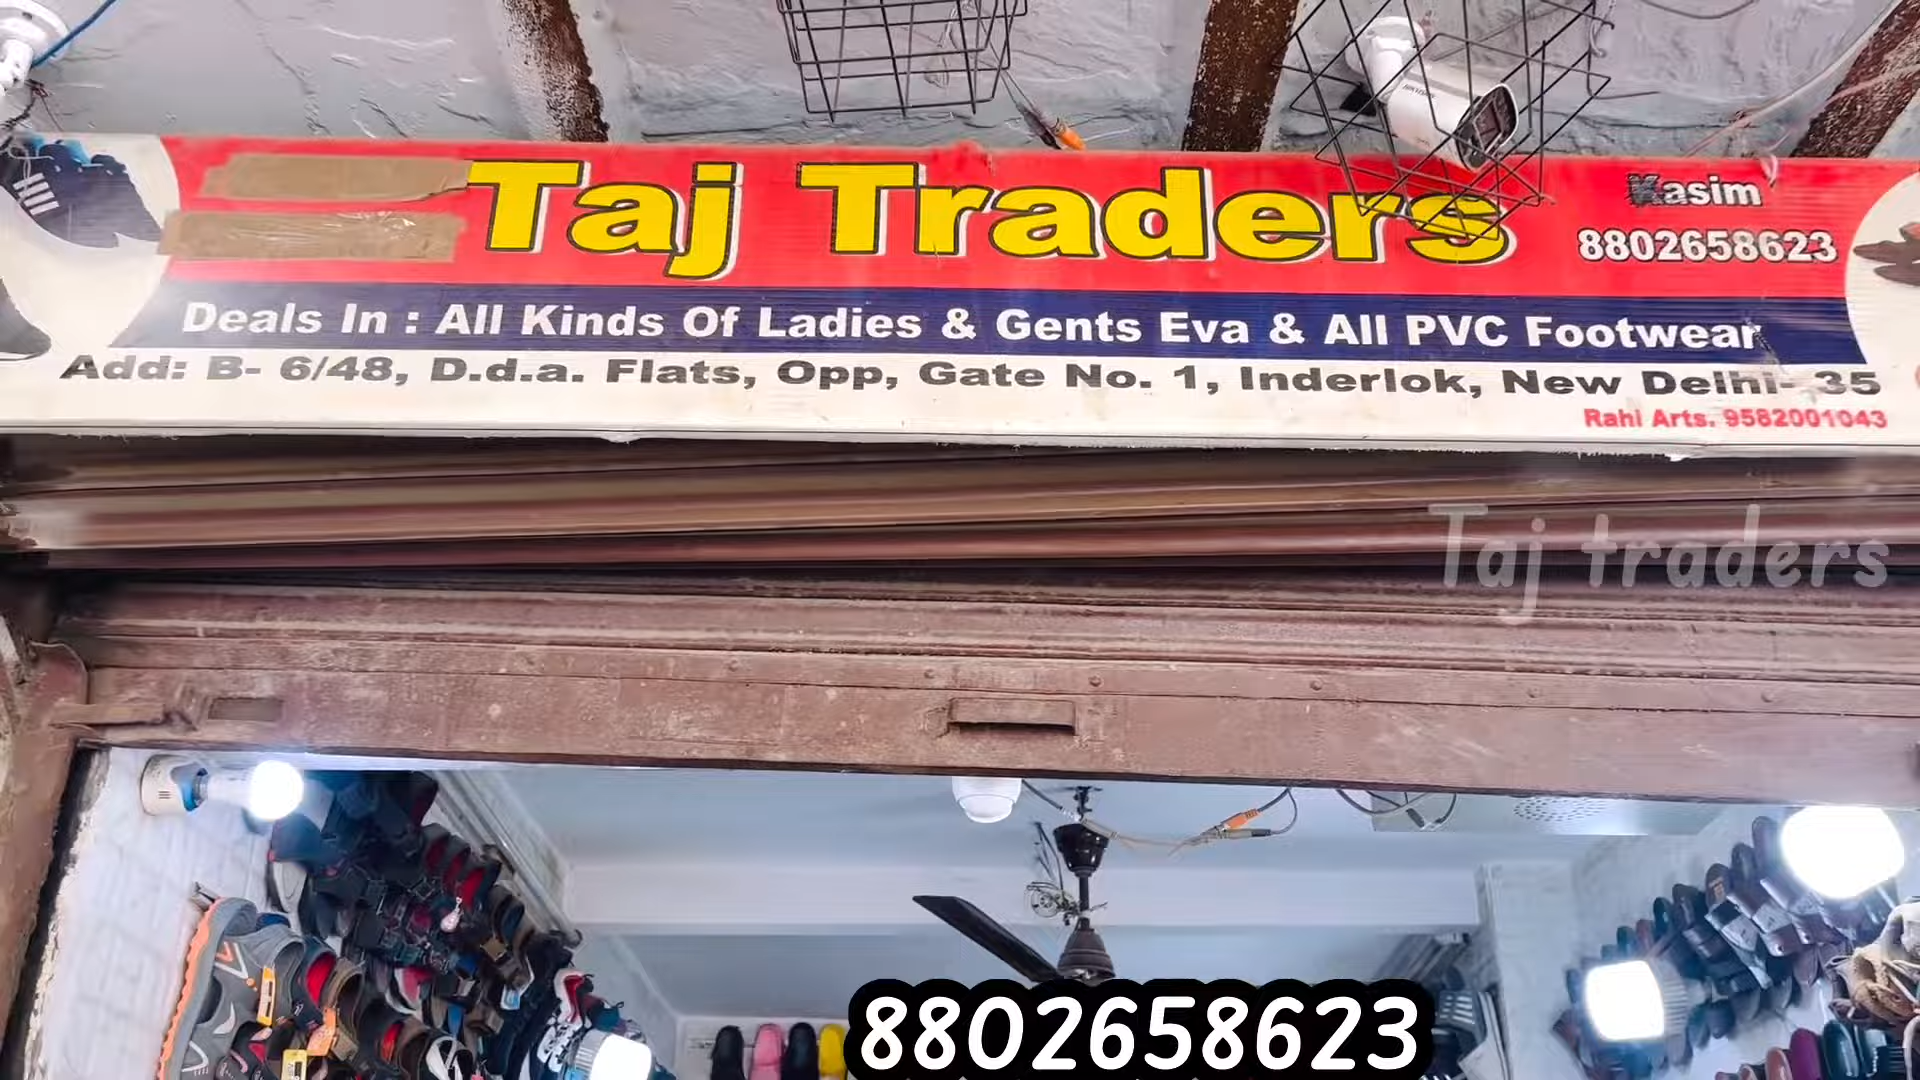 Taj Traders
Kasim
8802658623
Deals In : All Kinds Of Ladies & Gents Eva & All PVC Footwear
Add: B- 6/48, D.d.a. Flats, Opp, Gate No. 1, Inderlok, New Delhi- 35
Rahi Arts. 9582001043
Taj traders
8802658623